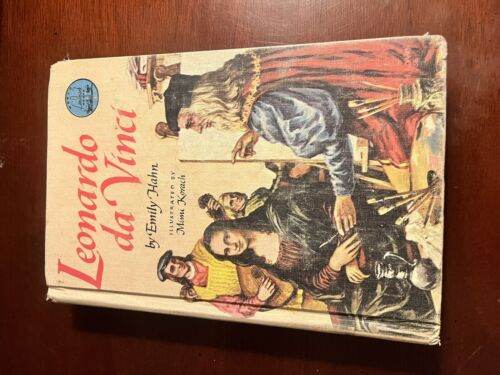 Leonardo
da Vinci
by Emily Hahn
ILLUSTRATED BY
Mimi Korach